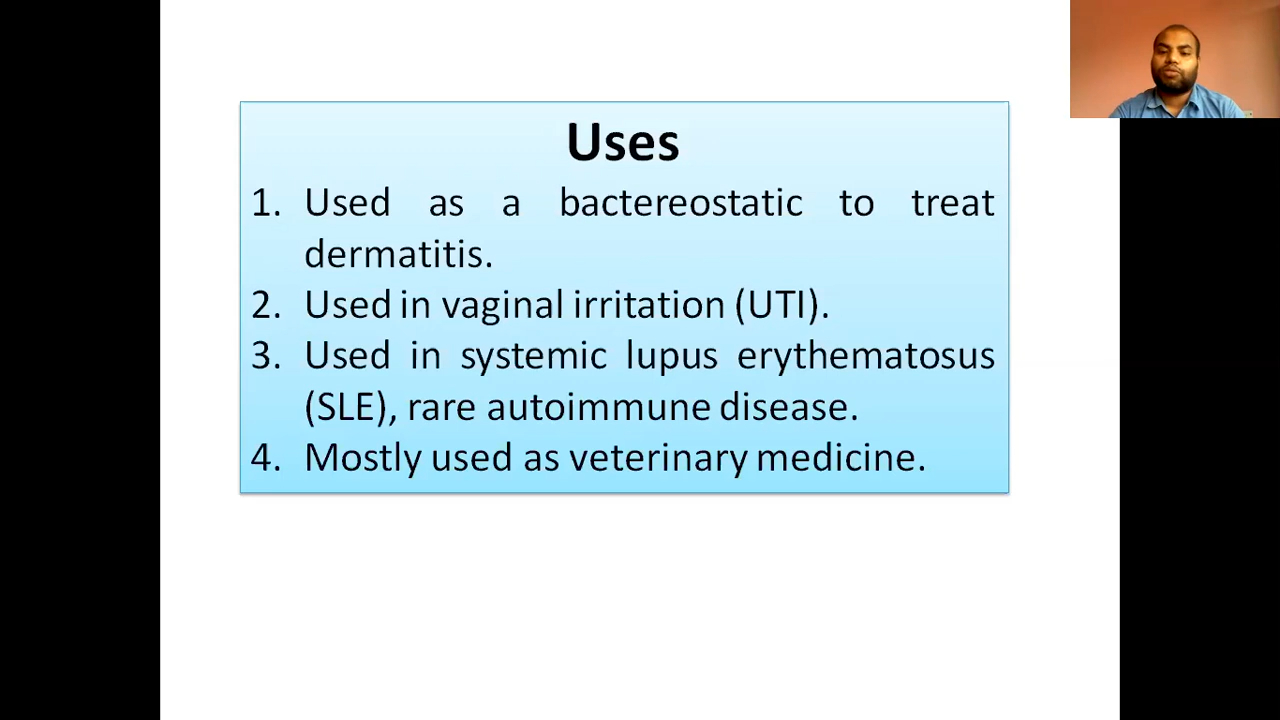 Uses
1. Used as a bactereostatic to treat
dermatitis.
2. Used in vaginal irritation (UTI).
3. Used in systemic lupus erythematosus
(SLE), rare autoimmune disease.
4. Mostly used as veterinary medicine.